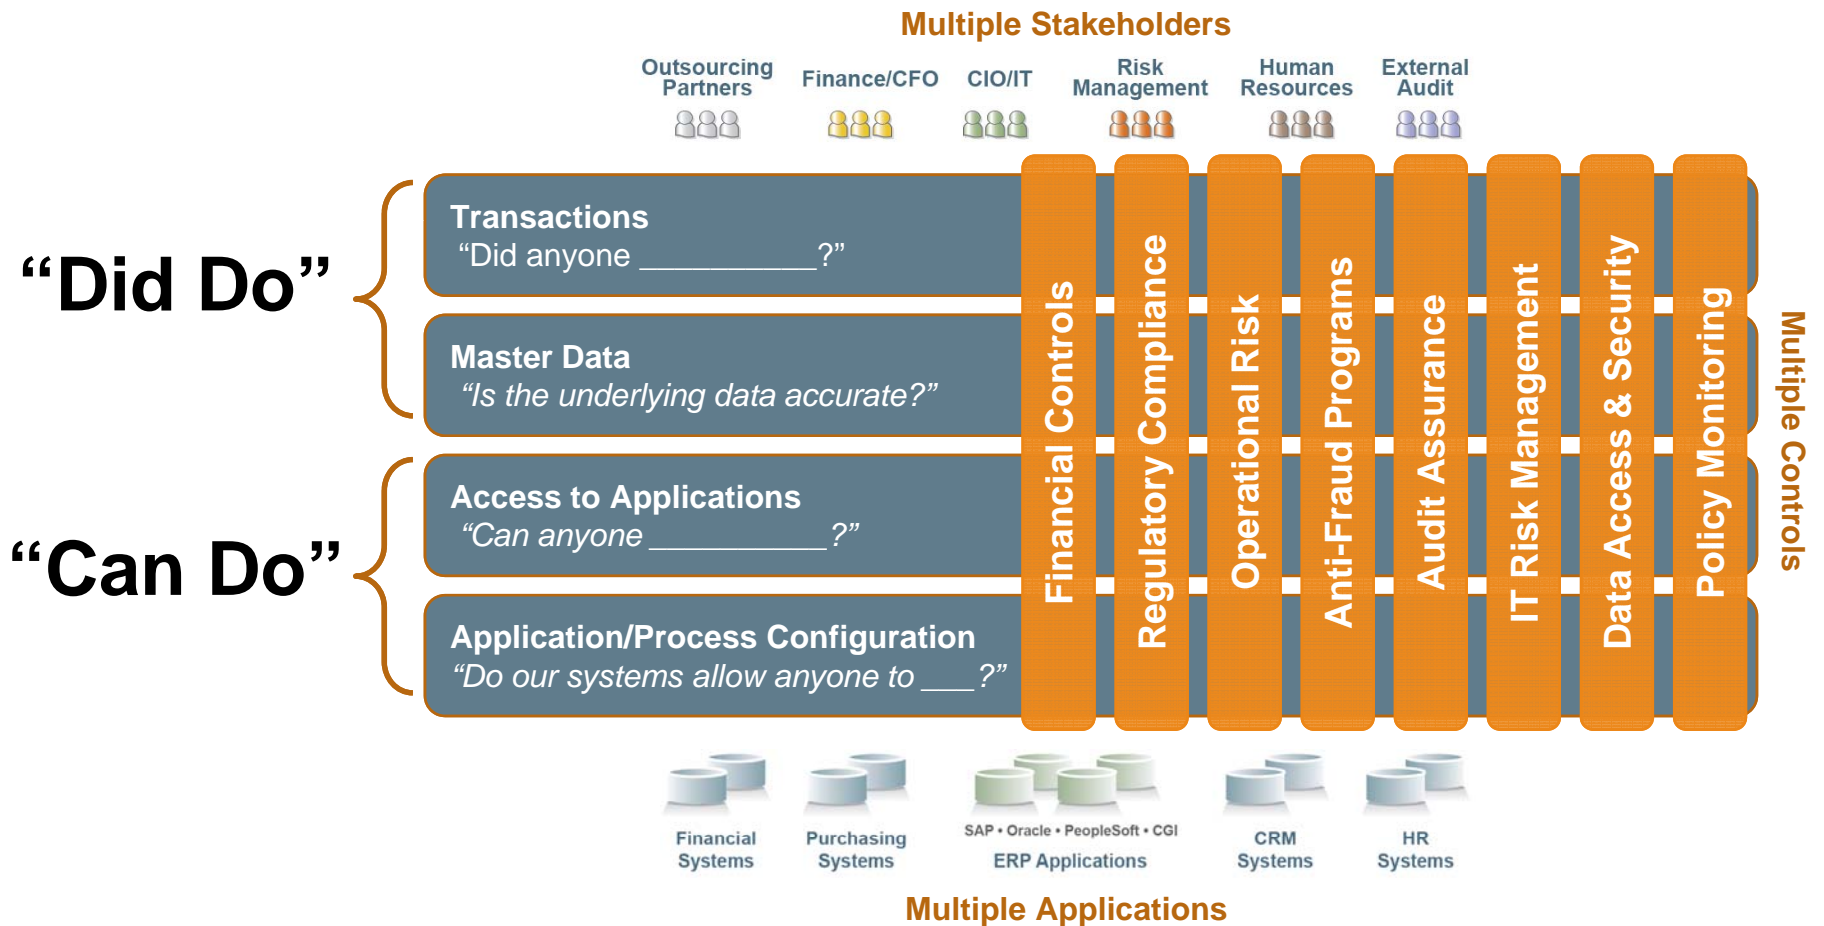 Multiple Stakeholders
Outsourcing
Partners
Finance/CFO
CIO/IT
Risk
Management
Human
Resources
External
Audit
“Did Do”
Transactions
“Did anyone __________?”
Master Data
“Is the underlying data accurate?”
“Can Do”
Access to Applications
“Can anyone __________?”
Application/Process Configuration
“Do our systems allow anyone to ___?”
Financial Controls
Regulatory Compliance
Operational Risk
Anti-Fraud Programs
Audit Assurance
IT Risk Management
Data Access & Security
Policy Monitoring
Multiple Controls
Financial
Systems
Purchasing
Systems
SAP • Oracle • PeopleSoft • CGI
ERP Applications
CRM
Systems
HR
Systems
Multiple Applications